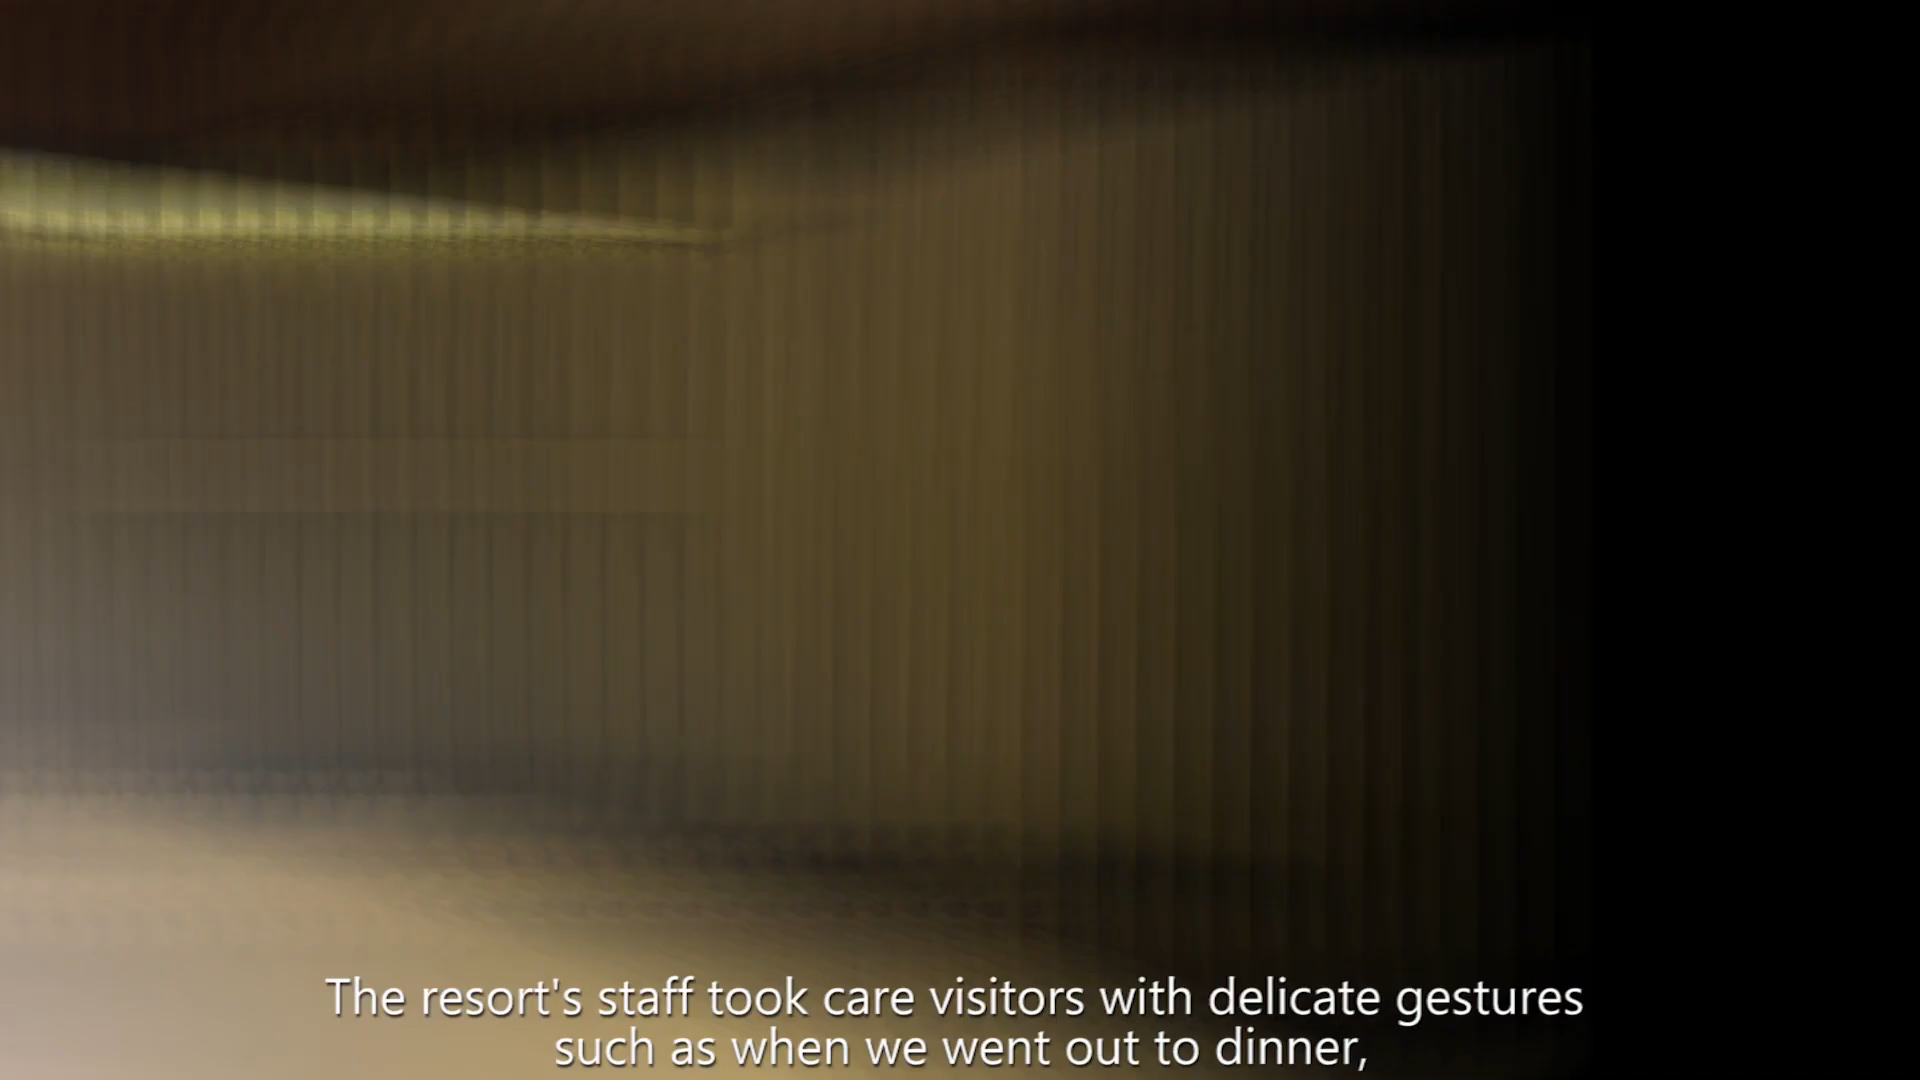 The resort's staff took care visitors with delicate gestures
such as when we went out to dinner,